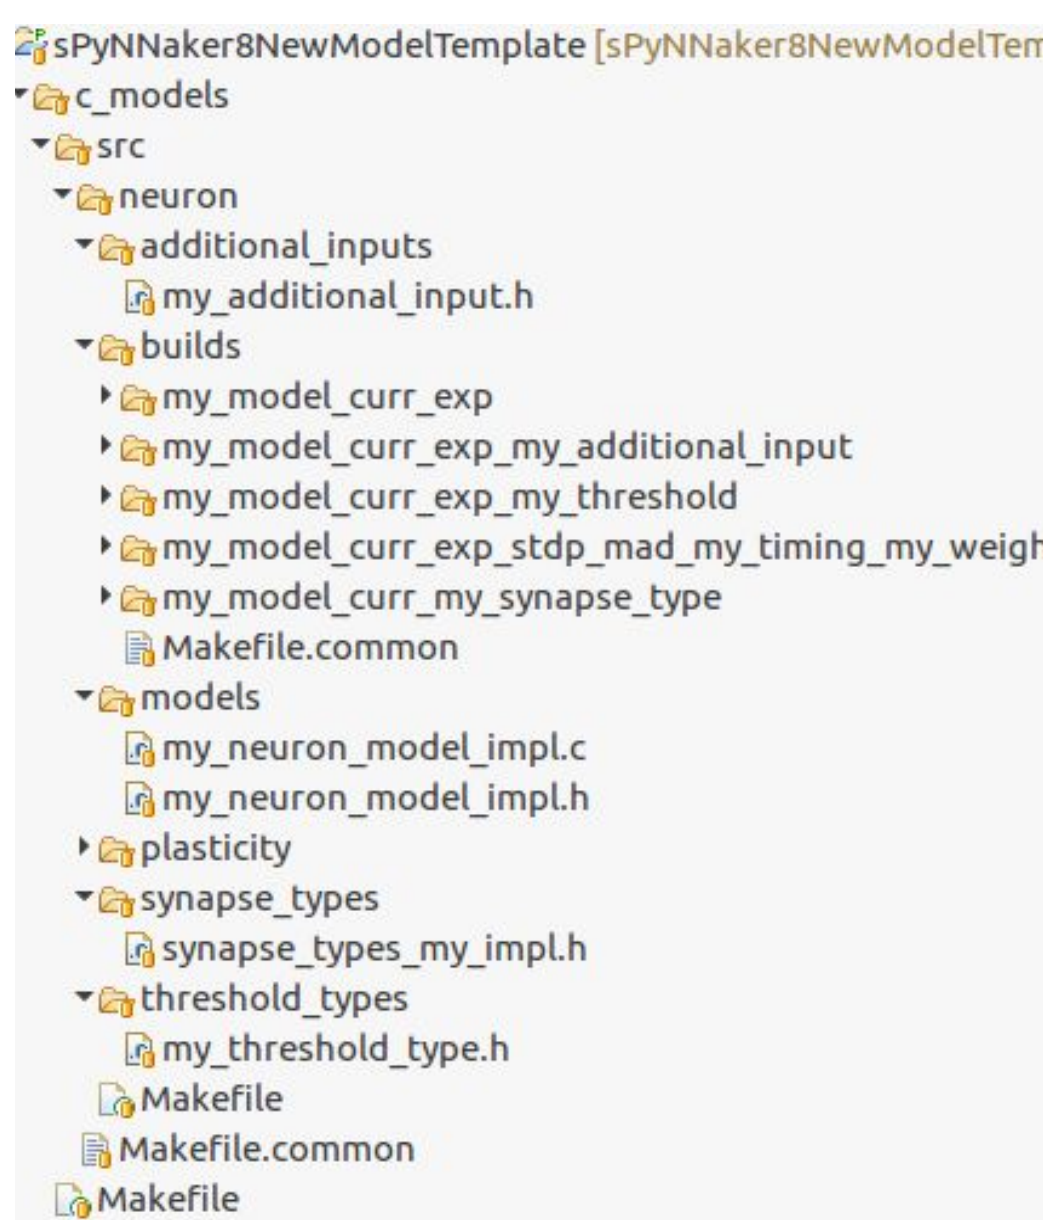 sPyNNaker8NewModelTemplate [sPyNNaker8NewModelTem
c_models
src
neuron
additional_inputs
my_additional_input.h
builds
my_model_curr_exp
my_model_curr_exp_my_additional_input
my_model_curr_exp_my_threshold
my_model_curr_exp_stdp_mad_my_timing_my_weigh
my_model_curr_my_synapse_type
Makefile.common
models
my_neuron_model_impl.c
my_neuron_model_impl.h
plasticity
synapse_types
synapse_types_my_impl.h
threshold_types
my_threshold_type.h
Makefile
Makefile.common
Makefile